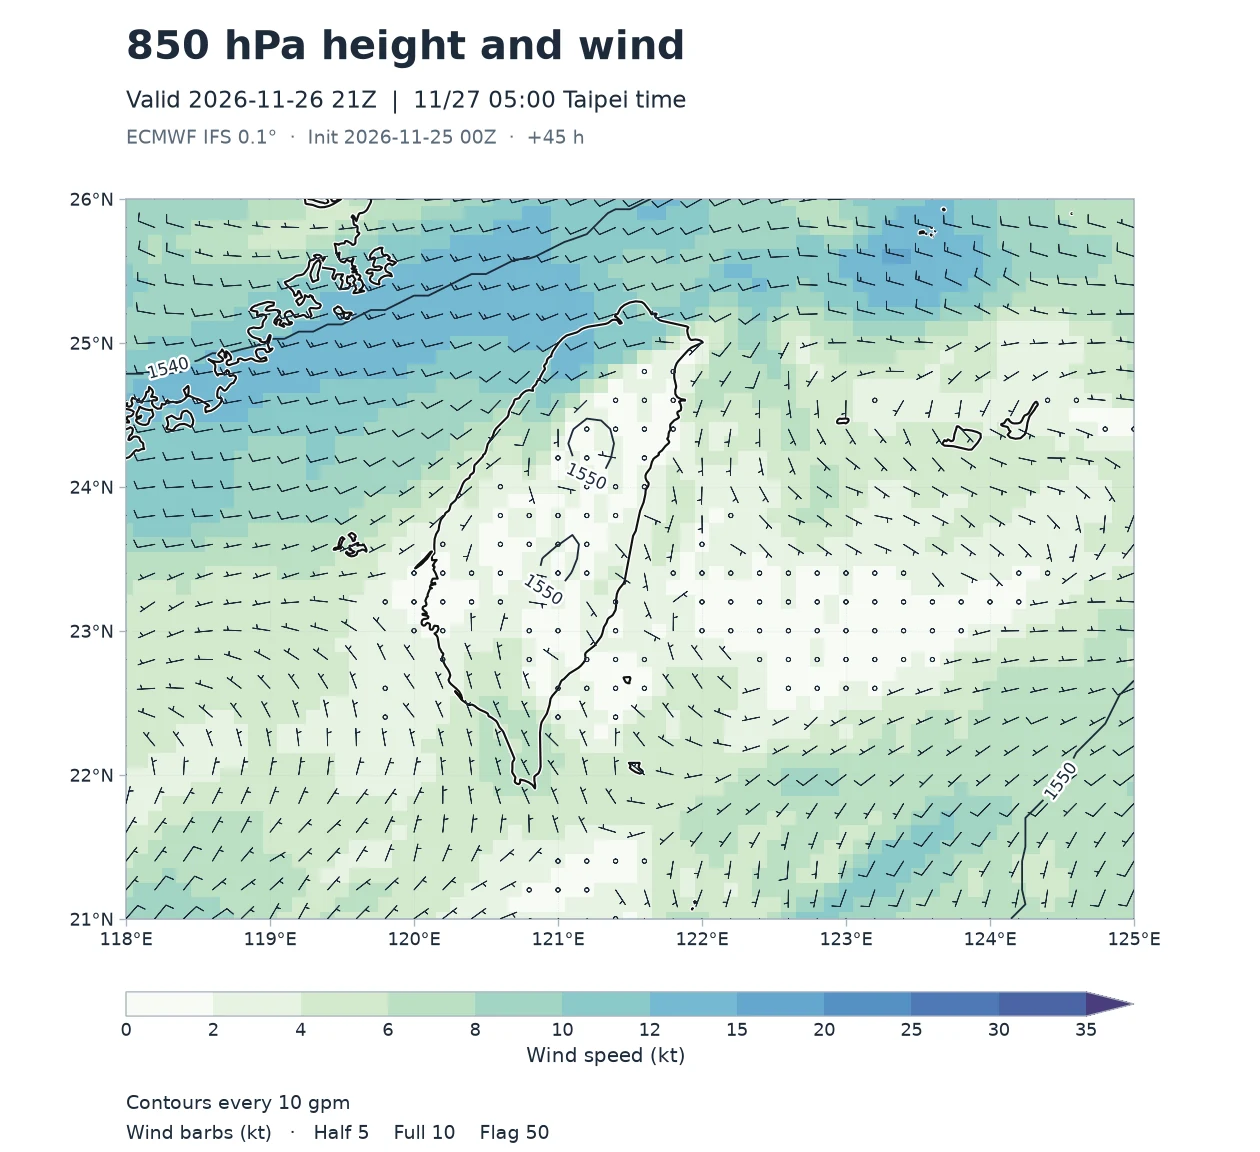 850 hPa height and wind
Valid 2026-11-26 21Z | 11/27 05:00 Taipei time
ECMWF IFS 0.1° · Init 2026-11-25 00Z · +45 h
26°N
25°N
24°N
23°N
22°N
21°N
1540
1550
1550
1550
118°E 119°E 120°E 121°E 122°E 123°E 124°E 125°E
0 2 4 6 8 10 12 15 20 25 30 35
Wind speed (kt)
Contours every 10 gpm
Wind barbs (kt) · Half 5 Full 10 Flag 50